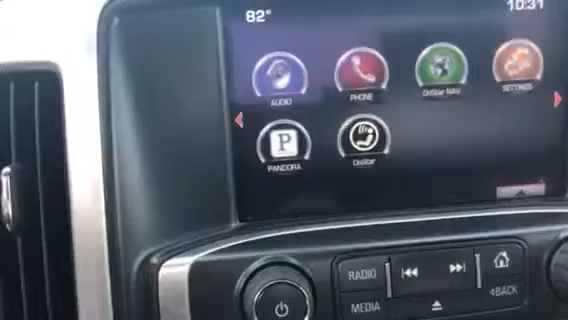 82° 10:31
AUDIO PHONE OnStar NAV SETTINGS
P
PANDORA OnStar
RADIO
MEDIA
<BACK